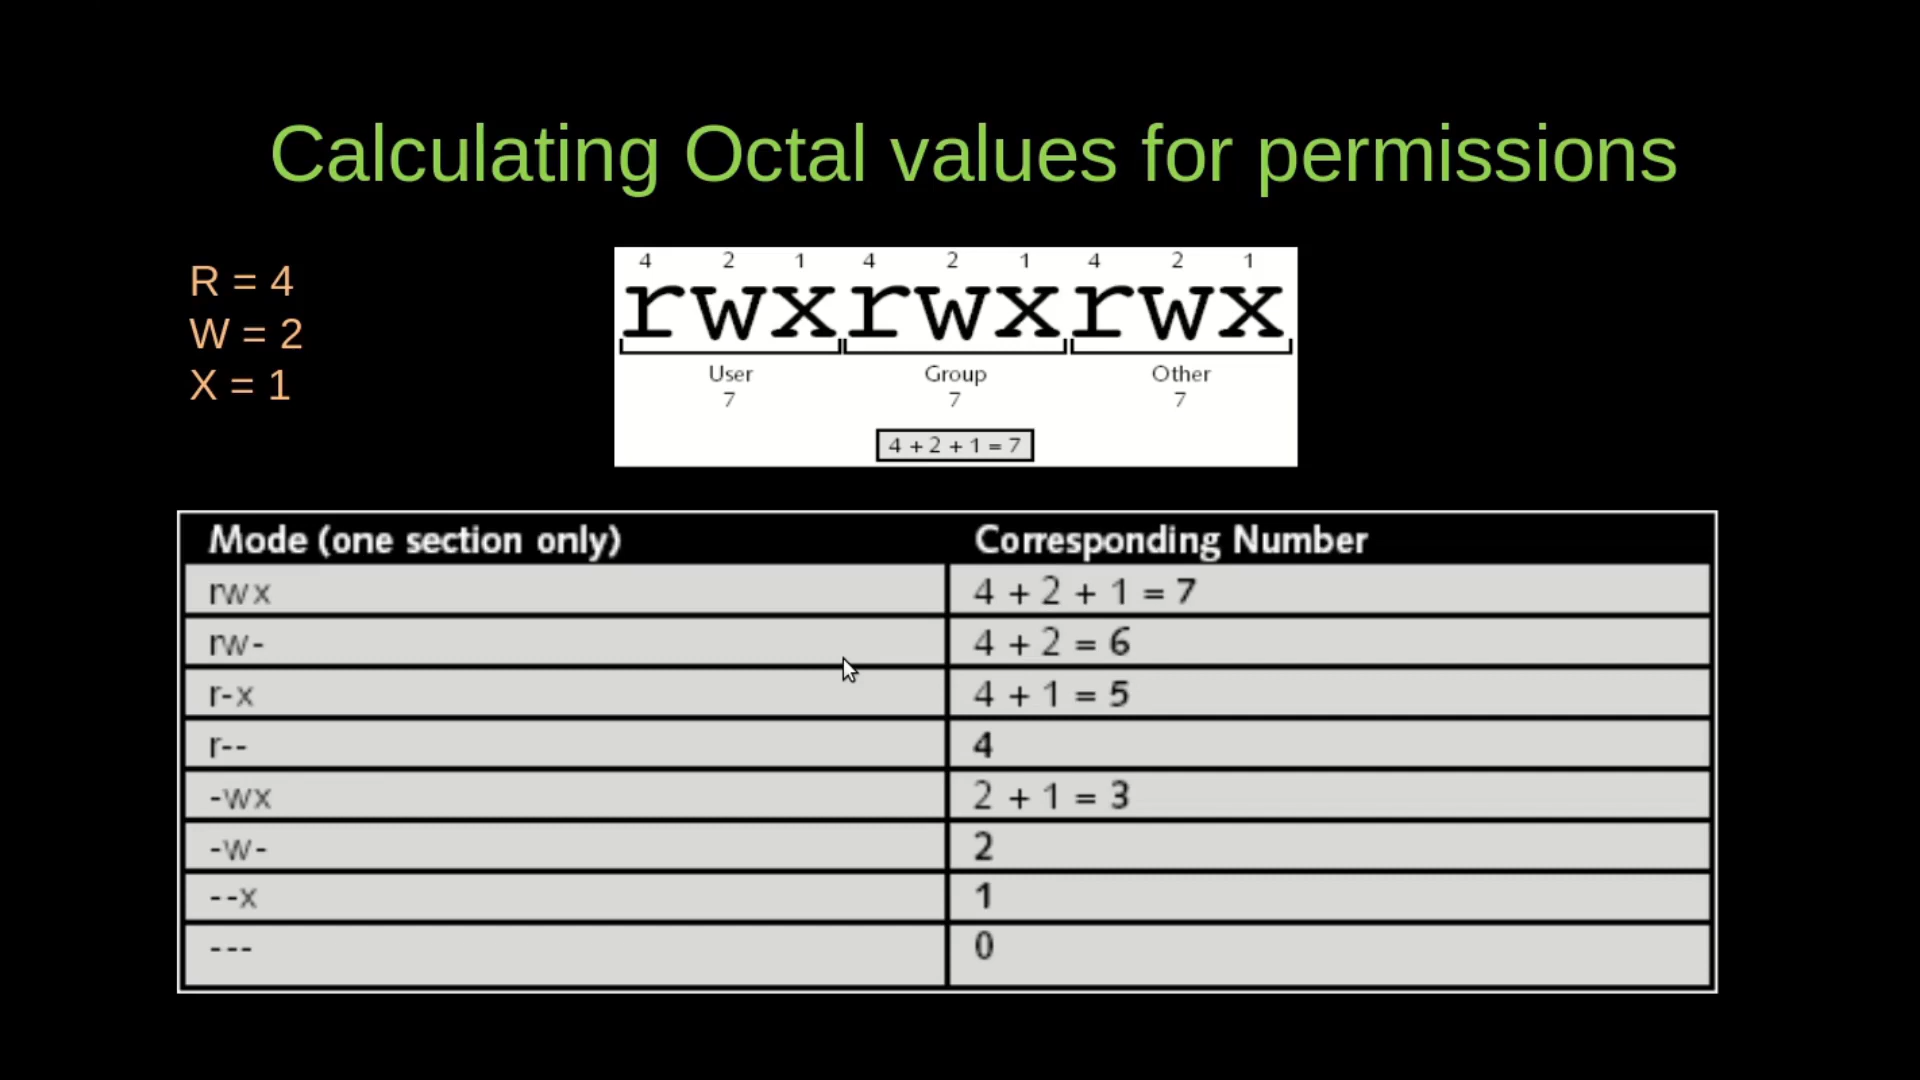 Calculating Octal values for permissions
R = 4
W = 2
X = 1
4 2 1 4 2 1 4 2 1
rwxrwxrwx
User Group Other
7 7 7
4 + 2 + 1 = 7
Mode (one section only) Corresponding Number
rwx 4 + 2 + 1 = 7
rw- 4 + 2 = 6
r-x 4 + 1 = 5
r-- 4
-wx 2 + 1 = 3
-w- 2
--x 1
--- 0